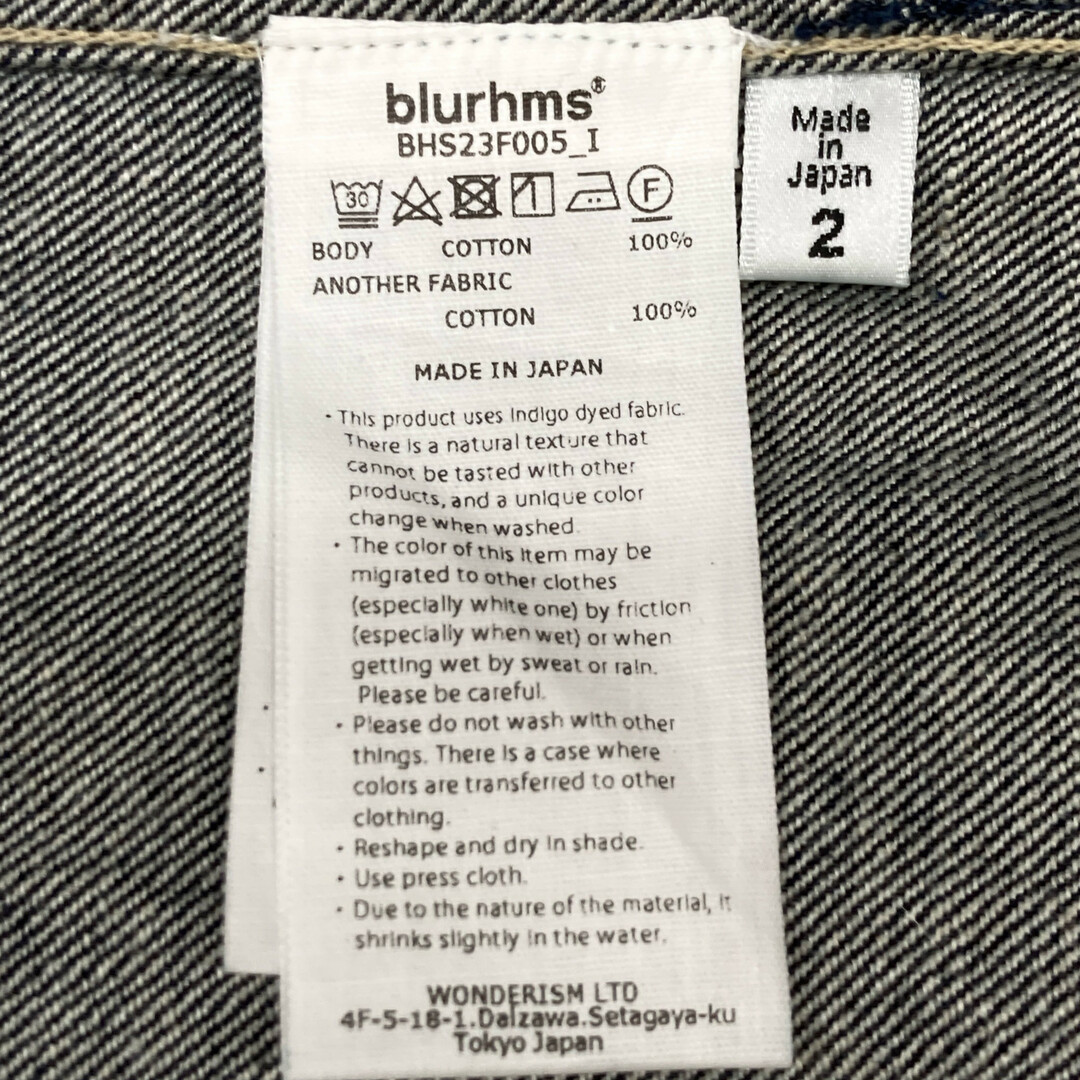 blurhms®
BHS23F005_I
30
F
BODY COTTON 100%
ANOTHER FABRIC
COTTON 100%
MADE IN JAPAN
・This product uses Indigo dyed fabric.
There is a natural texture that
cannot be tasted with other
products, and a unique color
change when washed.
・The color of this item may be
migrated to other clothes
(especially white one) by friction
(especially when wet) or when
getting wet by sweat or rain.
Please be careful.
・Please do not wash with other
things. There is a case where
colors are transferred to other
clothing.
・Reshape and dry in shade.
・Use press cloth.
・Due to the nature of the material, it
shrinks slightly in the water.
WONDERISM LTD
4F-5-18-1.Daizawa.Setagaya-ku
Tokyo Japan
Made
in
Japan
2